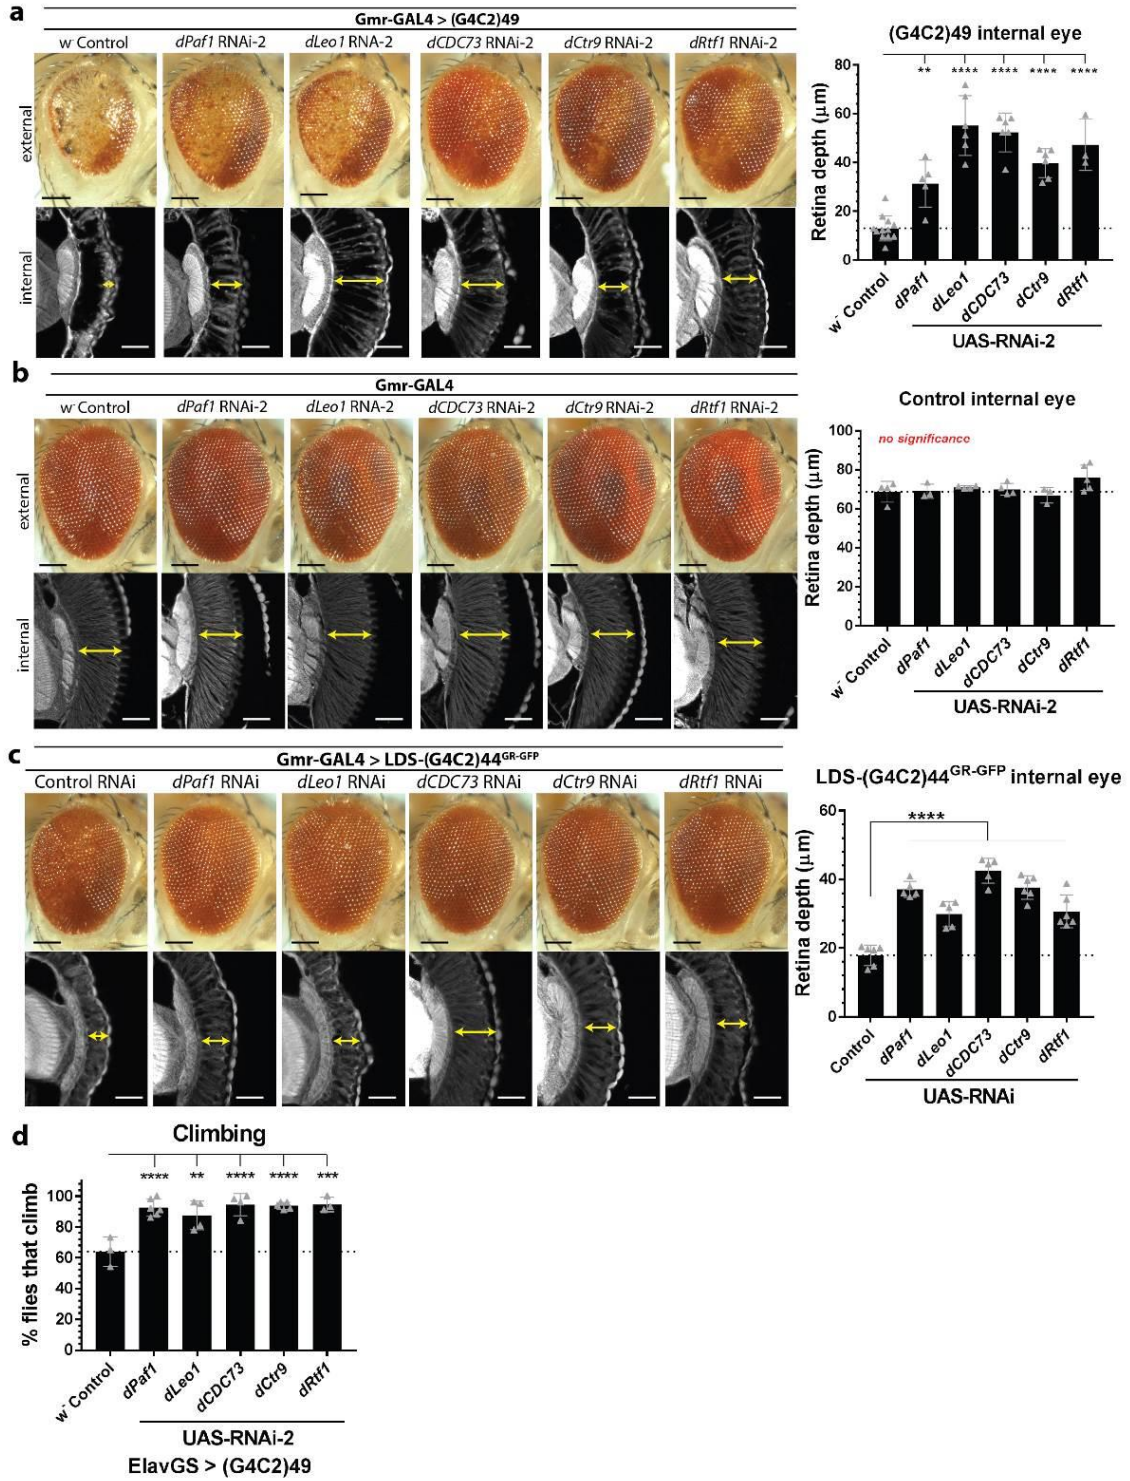 a
Gmr-GAL4 > (G4C2)49
w⁻ Control dPaf1 RNAi-2 dLeo1 RNA-2 dCDC73 RNAi-2 dCtr9 RNAi-2 dRtf1 RNAi-2
external
internal
(G4C2)49 internal eye
Retina depth (μm)
80
60
40
20
0
** **** **** **** ****
w⁻ Control dPaf1 dLeo1 dCDC73 dCtr9 dRtf1
UAS-RNAi-2
b
Gmr-GAL4
w⁻ Control dPaf1 RNAi-2 dLeo1 RNA-2 dCDC73 RNAi-2 dCtr9 RNAi-2 dRtf1 RNAi-2
external
internal
Control internal eye
no significance
Retina depth (μm)
100
80
60
40
20
0
w⁻ Control dPaf1 dLeo1 dCDC73 dCtr9 dRtf1
UAS-RNAi-2
c
Gmr-GAL4 > LDS-(G4C2)44^GR-GFP
Control RNAi dPaf1 RNAi dLeo1 RNAi dCDC73 RNAi dCtr9 RNAi dRtf1 RNAi
LDS-(G4C2)44^GR-GFP internal eye
Retina depth (μm)
60
40
20
0
****
Control dPaf1 dLeo1 dCDC73 dCtr9 dRtf1
UAS-RNAi
d
Climbing
**** ** **** **** ***
% flies that climb
100
80
60
40
20
0
w⁻ Control dPaf1 dLeo1 dCDC73 dCtr9 dRtf1
UAS-RNAi-2
ElavGS > (G4C2)49